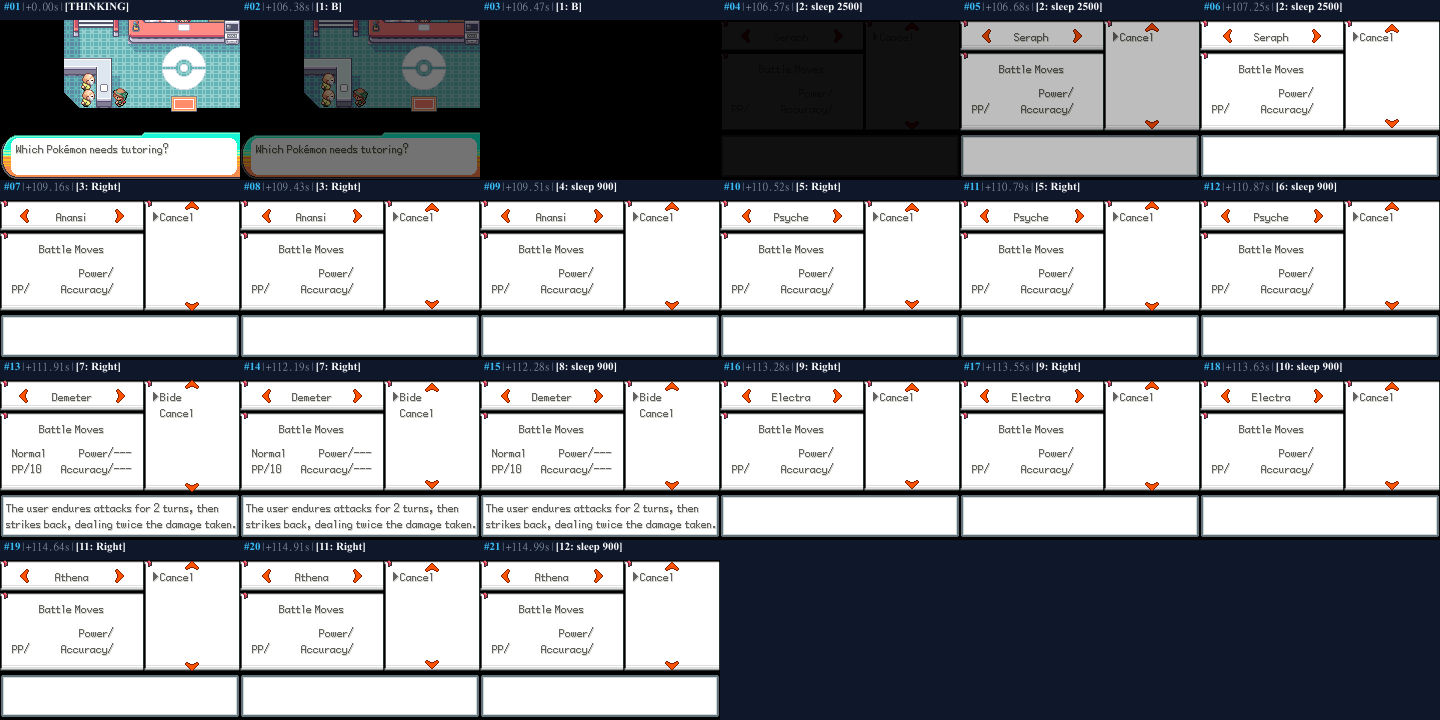 #01|+0.00s|[THINKING]
Which Pokémon needs tutoring?
#02|+106.38s|[1: B]
Which Pokémon needs tutoring?
#03|+106.47s|[1: B]
#04|+106.57s|[2: sleep 2500]
Seraph
Cancel
Battle Moves
Power/
PP/ Accuracy/
#05|+106.68s|[2: sleep 2500]
Seraph
Cancel
Battle Moves
Power/
PP/ Accuracy/
#06|+107.25s|[2: sleep 2500]
Seraph
Cancel
Battle Moves
Power/
PP/ Accuracy/
#07|+109.16s|[3: Right]
Anansi
Cancel
Battle Moves
Power/
PP/ Accuracy/
#08|+109.43s|[3: Right]
Anansi
Cancel
Battle Moves
Power/
PP/ Accuracy/
#09|+109.51s|[4: sleep 900]
Anansi
Cancel
Battle Moves
Power/
PP/ Accuracy/
#10|+110.52s|[5: Right]
Psyche
Cancel
Battle Moves
Power/
PP/ Accuracy/
#11|+110.79s|[5: Right]
Psyche
Cancel
Battle Moves
Power/
PP/ Accuracy/
#12|+110.87s|[6: sleep 900]
Psyche
Cancel
Battle Moves
Power/
PP/ Accuracy/
#13|+111.91s|[7: Right]
Demeter
Bide
Cancel
Battle Moves
Normal Power/---
PP/10 Accuracy/---
The user endures attacks for 2 turns, then
strikes back, dealing twice the damage taken.
#14|+112.19s|[7: Right]
Demeter
Bide
Cancel
Battle Moves
Normal Power/---
PP/10 Accuracy/---
The user endures attacks for 2 turns, then
strikes back, dealing twice the damage taken.
#15|+112.28s|[8: sleep 900]
Demeter
Bide
Cancel
Battle Moves
Normal Power/---
PP/10 Accuracy/---
The user endures attacks for 2 turns, then
strikes back, dealing twice the damage taken.
#16|+113.28s|[9: Right]
Electra
Cancel
Battle Moves
Power/
PP/ Accuracy/
#17|+113.55s|[9: Right]
Electra
Cancel
Battle Moves
Power/
PP/ Accuracy/
#18|+113.63s|[10: sleep 900]
Electra
Cancel
Battle Moves
Power/
PP/ Accuracy/
#19|+114.64s|[11: Right]
Athena
Cancel
Battle Moves
Power/
PP/ Accuracy/
#20|+114.91s|[11: Right]
Athena
Cancel
Battle Moves
Power/
PP/ Accuracy/
#21|+114.99s|[12: sleep 900]
Athena
Cancel
Battle Moves
Power/
PP/ Accuracy/